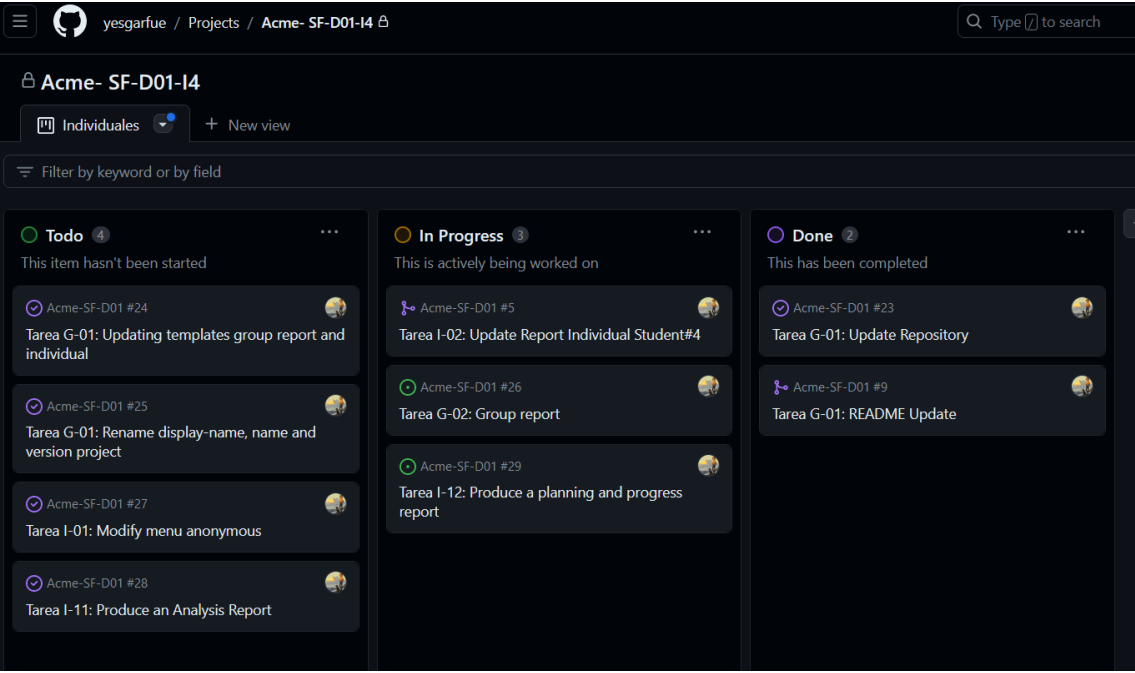 yesgarfue / Projects / Acme- SF-D01-I4
Type / to search
Acme- SF-D01-I4
Individuales
+ New view
Filter by keyword or by field
Todo 4
This item hasn't been started
Acme-SF-D01 #24
Tarea G-01: Updating templates group report and
individual
Acme-SF-D01 #25
Tarea G-01: Rename display-name, name and
version project
Acme-SF-D01 #27
Tarea I-01: Modify menu anonymous
Acme-SF-D01 #28
Tarea I-11: Produce an Analysis Report
In Progress 3
This is actively being worked on
Acme-SF-D01 #5
Tarea I-02: Update Report Individual Student#4
Acme-SF-D01 #26
Tarea G-02: Group report
Acme-SF-D01 #29
Tarea I-12: Produce a planning and progress
report
Done 2
This has been completed
Acme-SF-D01 #23
Tarea G-01: Update Repository
Acme-SF-D01 #9
Tarea G-01: README Update